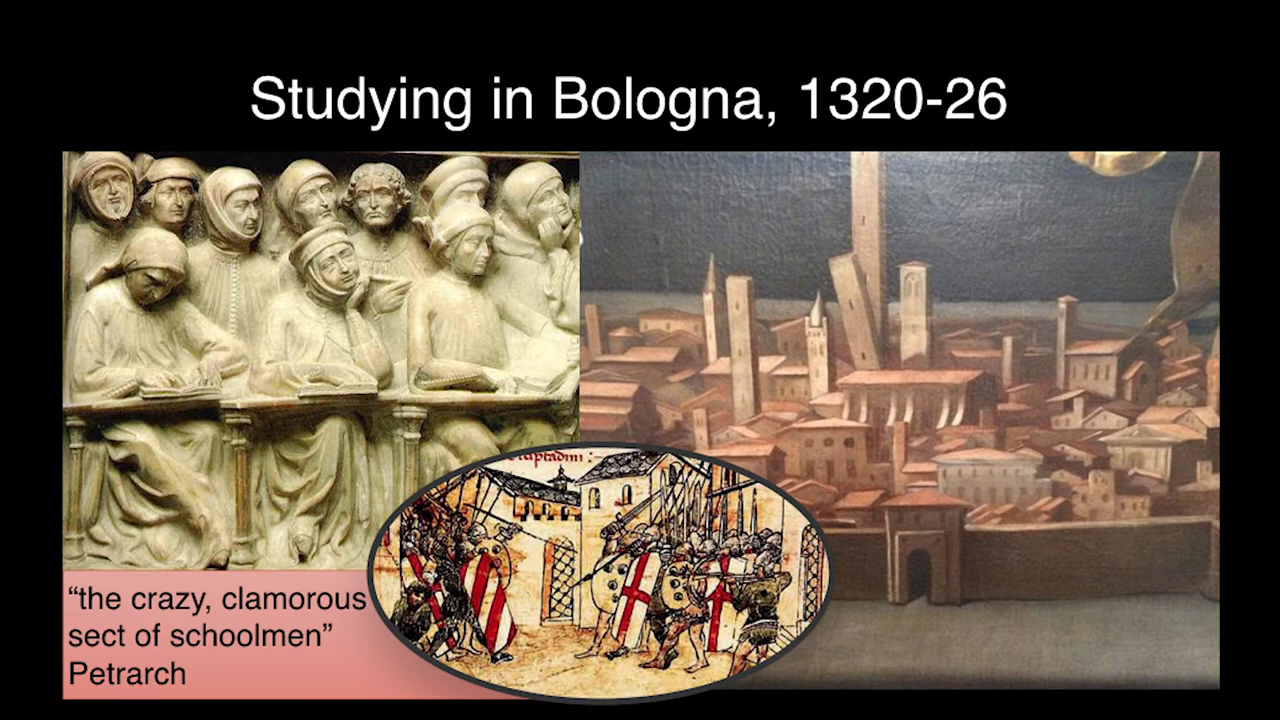 Studying in Bologna, 1320-26
“the crazy, clamorous
sect of schoolmen”
Petrarch